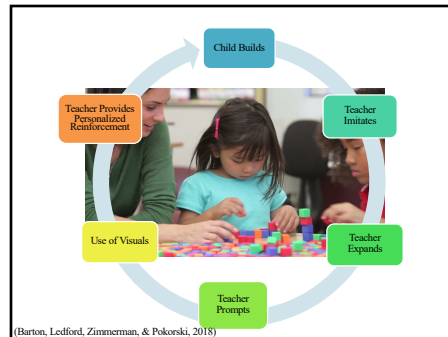 Child Builds
Teacher
Imitates
Teacher
Expands
Teacher
Prompts
Use of Visuals
Teacher Provides
Personalized
Reinforcement
(Barton, Ledford, Zimmerman, & Pokorski, 2018)